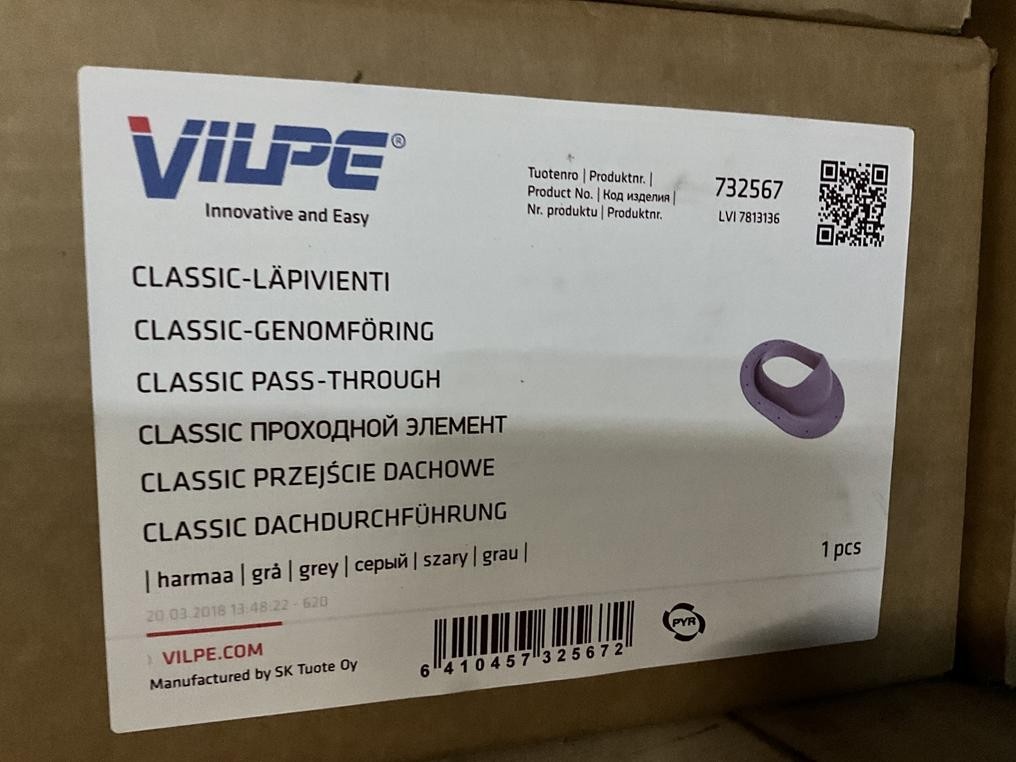 VILPE®
Innovative and Easy
Tuotenro | Produktnr. |
Product No. | Код изделия |
Nr. produktu | Produktnr.
732567
LVI 7813136
CLASSIC-LÄPIVIENTI
CLASSIC-GENOMFÖRING
CLASSIC PASS-THROUGH
CLASSIC ПРОХОДНОЙ ЭЛЕМЕНТ
CLASSIC PRZEJŚCIE DACHOWE
CLASSIC DACHDURCHFÜHRUNG
| harmaa | grå | grey | серый | szary | grau |
1 pcs
20 03.2018 13:48:22 - 620
VILPE.COM
Manufactured by SK Tuote Oy
6 410457 325672
PYR